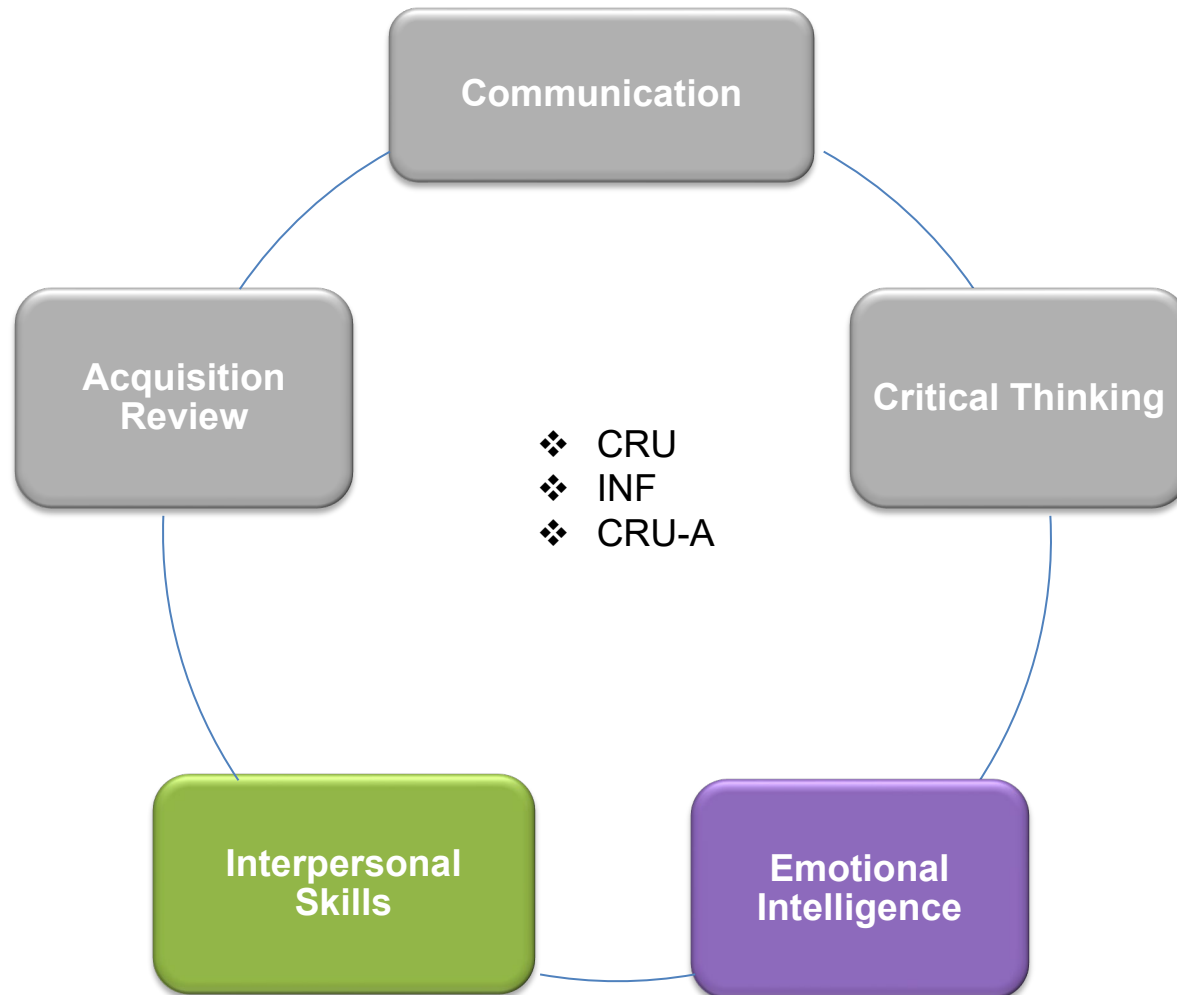 Communication
Acquisition
Review
Critical Thinking
❖ CRU
❖ INF
❖ CRU-A
Interpersonal
Skills
Emotional
Intelligence